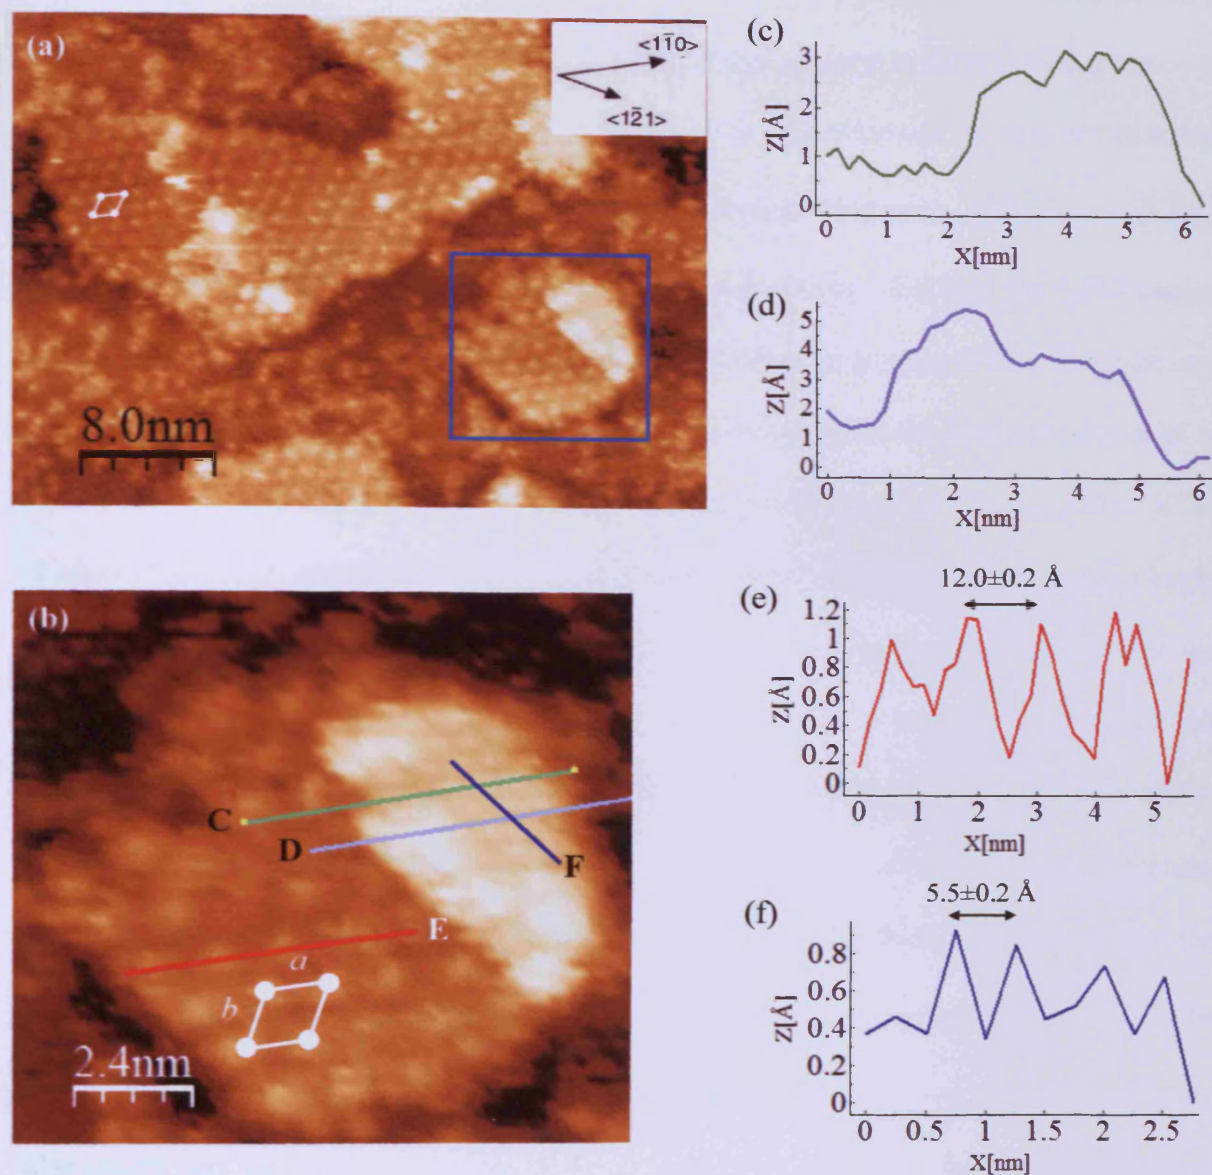 (a)
<11̄0>
<12̄1>
8.0nm
(b)
C
D
F
E
a
b
2.4nm
(c)
Z[Å]
3
2
1
0
0 1 2 3 4 5 6
X[nm]
(d)
Z[Å]
5
4
3
2
1
0
0 1 2 3 4 5 6
X[nm]
(e)
12.0±0.2 Å
Z[Å]
1.2
1
0.8
0.6
0.4
0.2
0
0 1 2 3 4 5
X[nm]
(f)
5.5±0.2 Å
Z[Å]
0.8
0.6
0.4
0.2
0
0 0.5 1 1.5 2 2.5
X[nm]